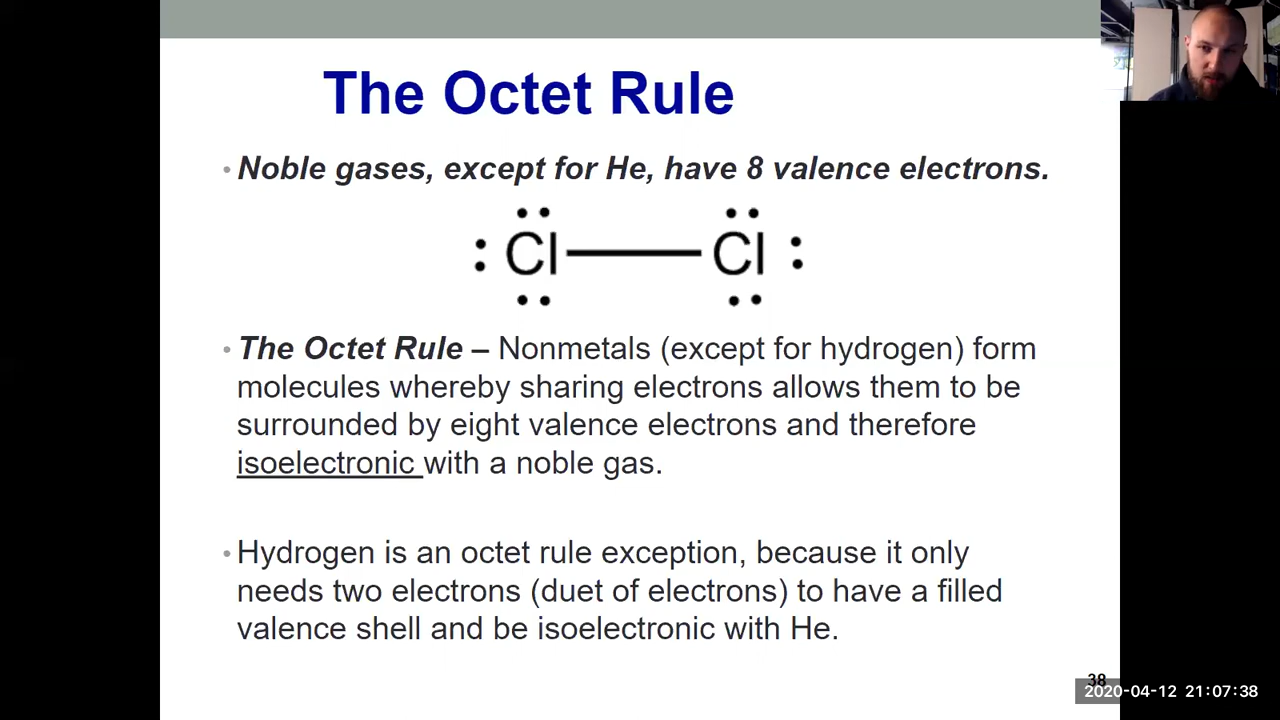 The Octet Rule
• Noble gases, except for He, have 8 valence electrons.
Cl Cl
• The Octet Rule – Nonmetals (except for hydrogen) form
molecules whereby sharing electrons allows them to be
surrounded by eight valence electrons and therefore
isoelectronic with a noble gas.
• Hydrogen is an octet rule exception, because it only
needs two electrons (duet of electrons) to have a filled
valence shell and be isoelectronic with He.
38
2020-04-12 21:07:38